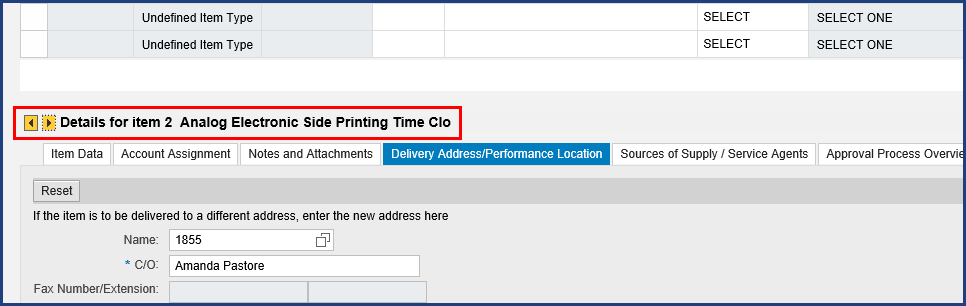 Undefined Item Type SELECT SELECT ONE
Undefined Item Type SELECT SELECT ONE
Details for item 2 Analog Electronic Side Printing Time Clo
Item Data Account Assignment Notes and Attachments Delivery Address/Performance Location Sources of Supply / Service Agents Approval Process Overvie
Reset
If the item is to be delivered to a different address, enter the new address here
Name: 1855
* C/O: Amanda Pastore
Fax Number/Extension: